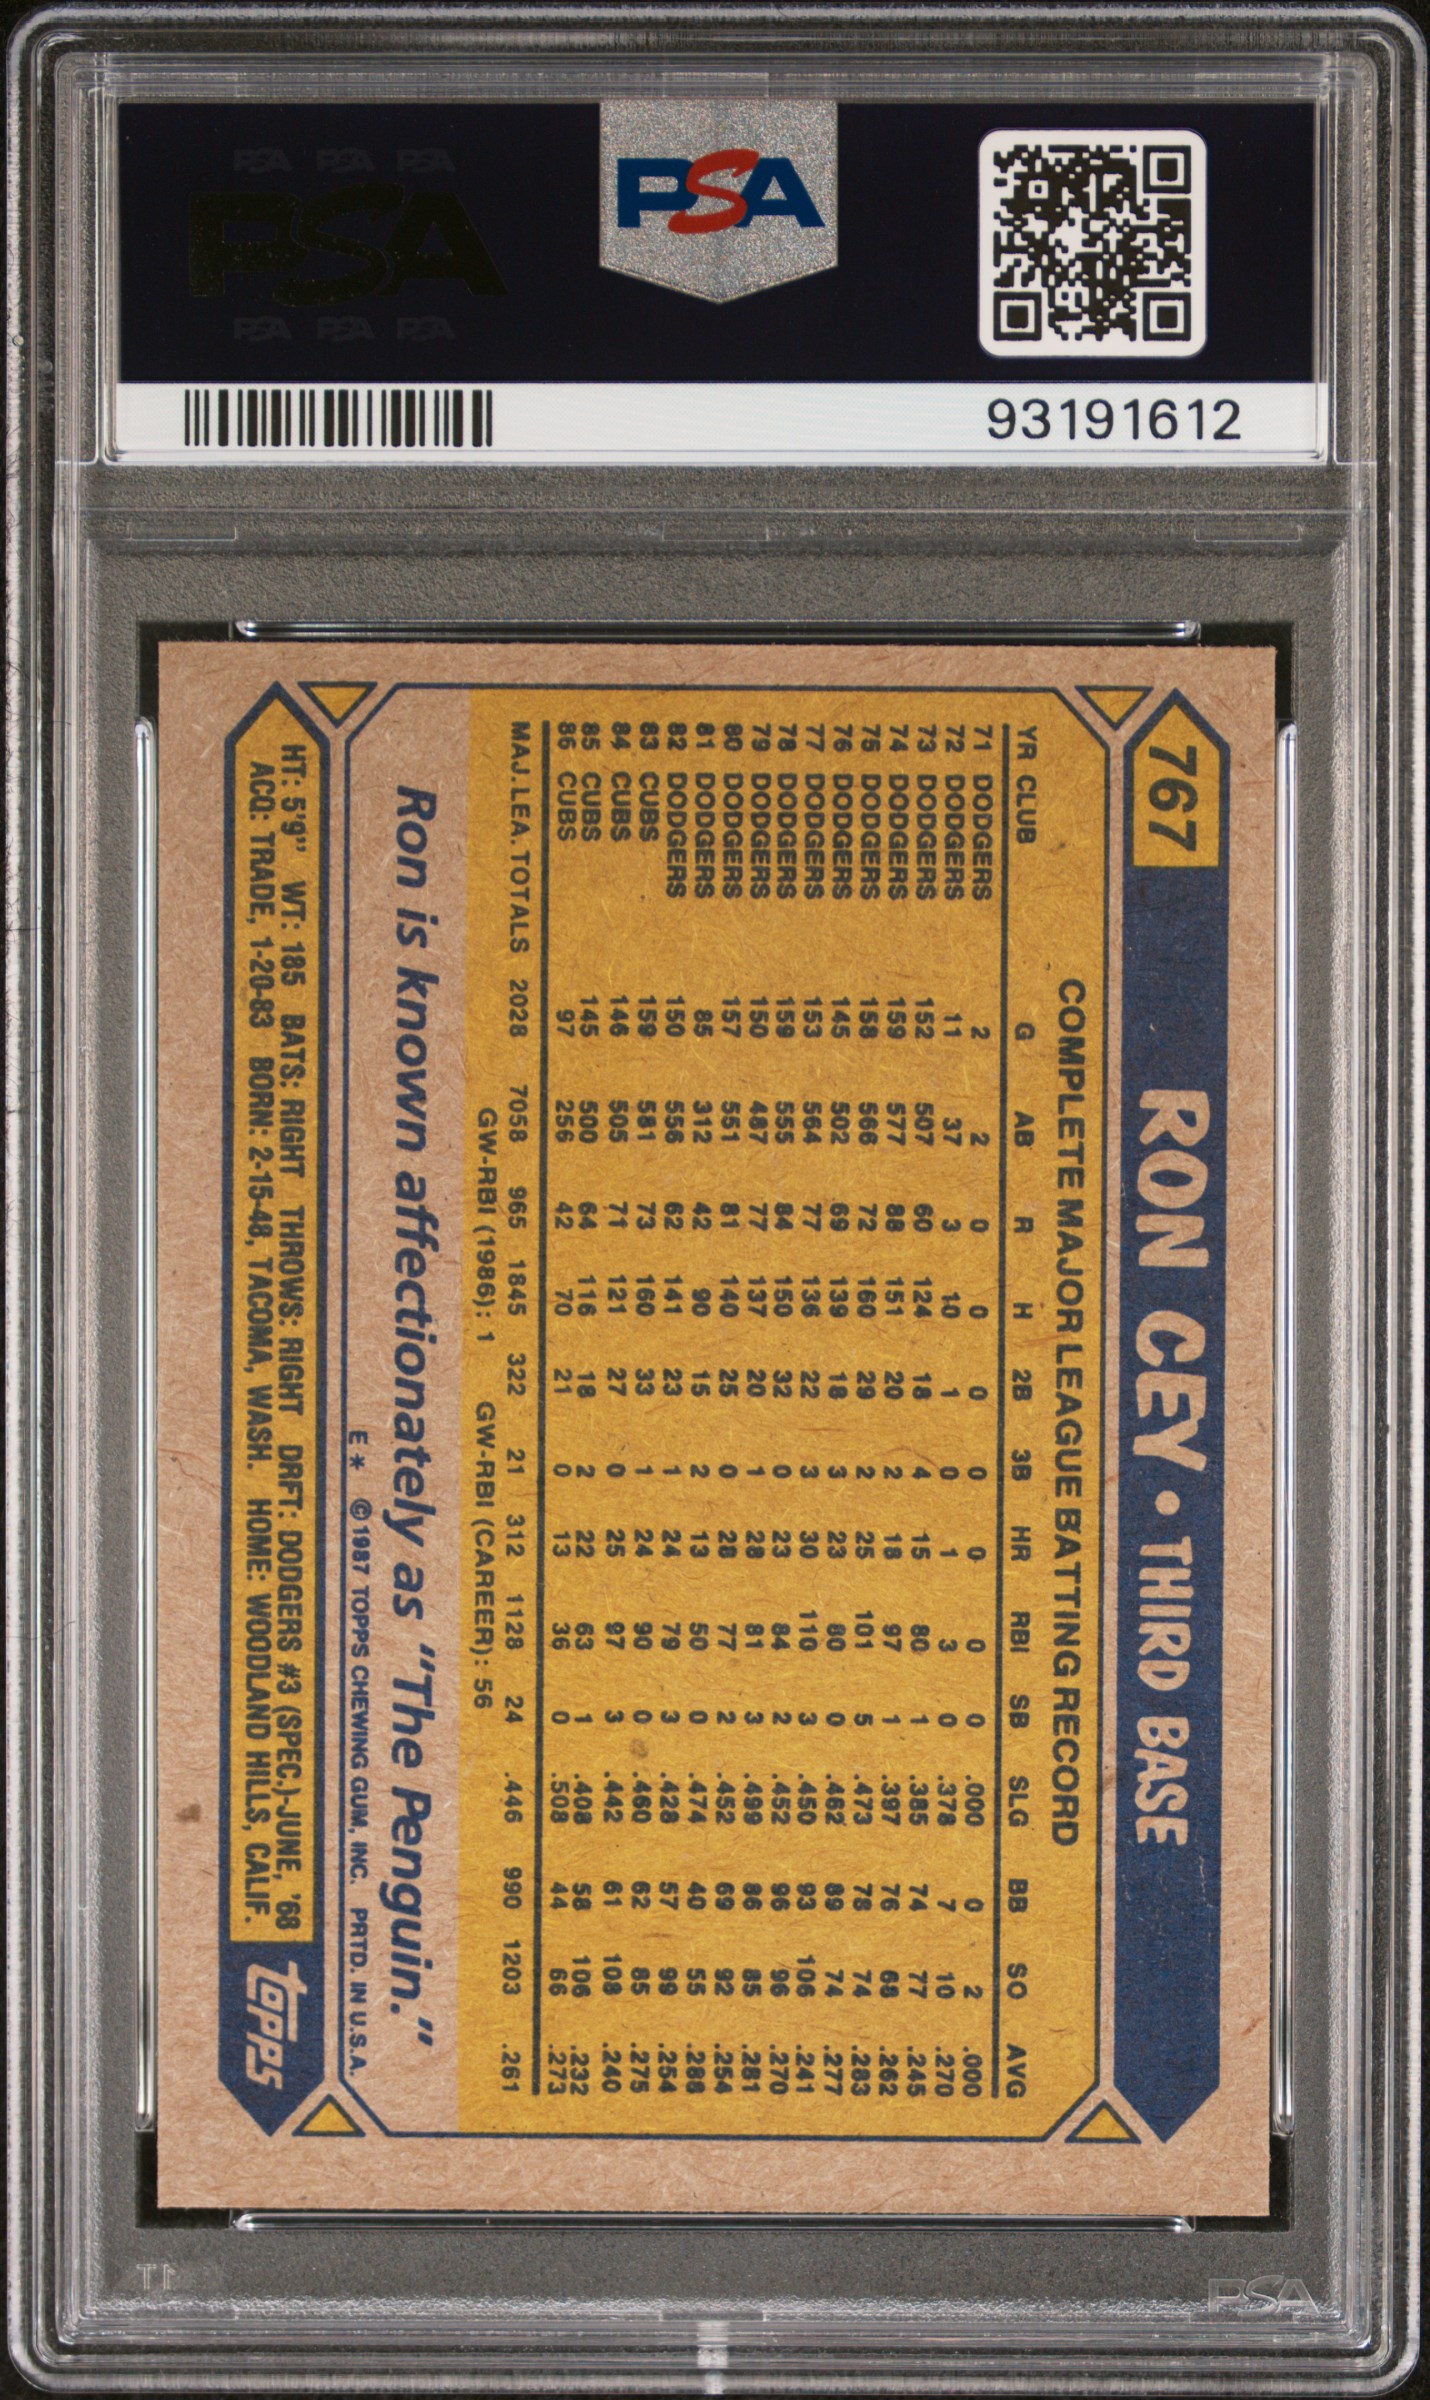 PSA PSA PSA
PSA
PSA PSA PSA
PSA
93191612
767 RON CEY • THIRD BASE
COMPLETE MAJOR LEAGUE BATTING RECORD
YR CLUB G AB R H 2B 3B HR RBI SB SLG BB SO AVG
71 DODGERS 2 2 0 0 0 0 0 0 0 .000 0 2 .000
72 DODGERS 11 37 3 10 1 0 1 3 0 .378 7 10 .270
73 DODGERS 152 507 60 124 18 4 15 80 1 .385 74 77 .245
74 DODGERS 159 577 88 151 20 2 18 97 1 .397 76 68 .262
75 DODGERS 158 566 72 160 29 2 25 101 5 .473 78 74 .283
76 DODGERS 145 502 69 139 18 3 23 80 0 .462 89 74 .277
77 DODGERS 153 564 77 136 22 3 30 110 3 .450 93 106 .241
78 DODGERS 159 555 84 150 32 0 23 84 2 .452 96 96 .270
79 DODGERS 150 487 77 137 20 1 28 81 3 .499 86 85 .281
80 DODGERS 157 551 81 140 25 0 28 77 2 .452 69 92 .254
81 DODGERS 85 312 42 90 15 2 13 50 0 .474 40 55 .288
82 DODGERS 150 556 62 141 23 1 24 79 3 .428 57 99 .254
83 CUBS 159 581 73 160 33 1 24 90 0 .460 62 85 .275
84 CUBS 146 505 71 121 27 0 25 97 3 .442 61 108 .240
85 CUBS 145 500 64 116 18 2 22 63 1 .408 58 106 .232
86 CUBS 97 256 42 70 21 0 13 36 0 .508 44 66 .273
MAJ. LEA. TOTALS 2028 7058 965 1845 322 21 312 1128 24 .446 990 1203 .261
GW-RBI (1986): 1 GW-RBI (CAREER): 56
Ron is known affectionately as "The Penguin."
E* ©1987 TOPPS CHEWING GUM, INC. PRTD. IN U.S.A.
HT: 5'9" WT: 185 BATS: RIGHT THROWS: RIGHT DRFT: DODGERS #3 (SPEC.)-JUNE, '68
ACQ: TRADE, 1-20-83 BORN: 2-15-48, TACOMA, WASH. HOME: WOODLAND HILLS, CALIF.
topps
PSA